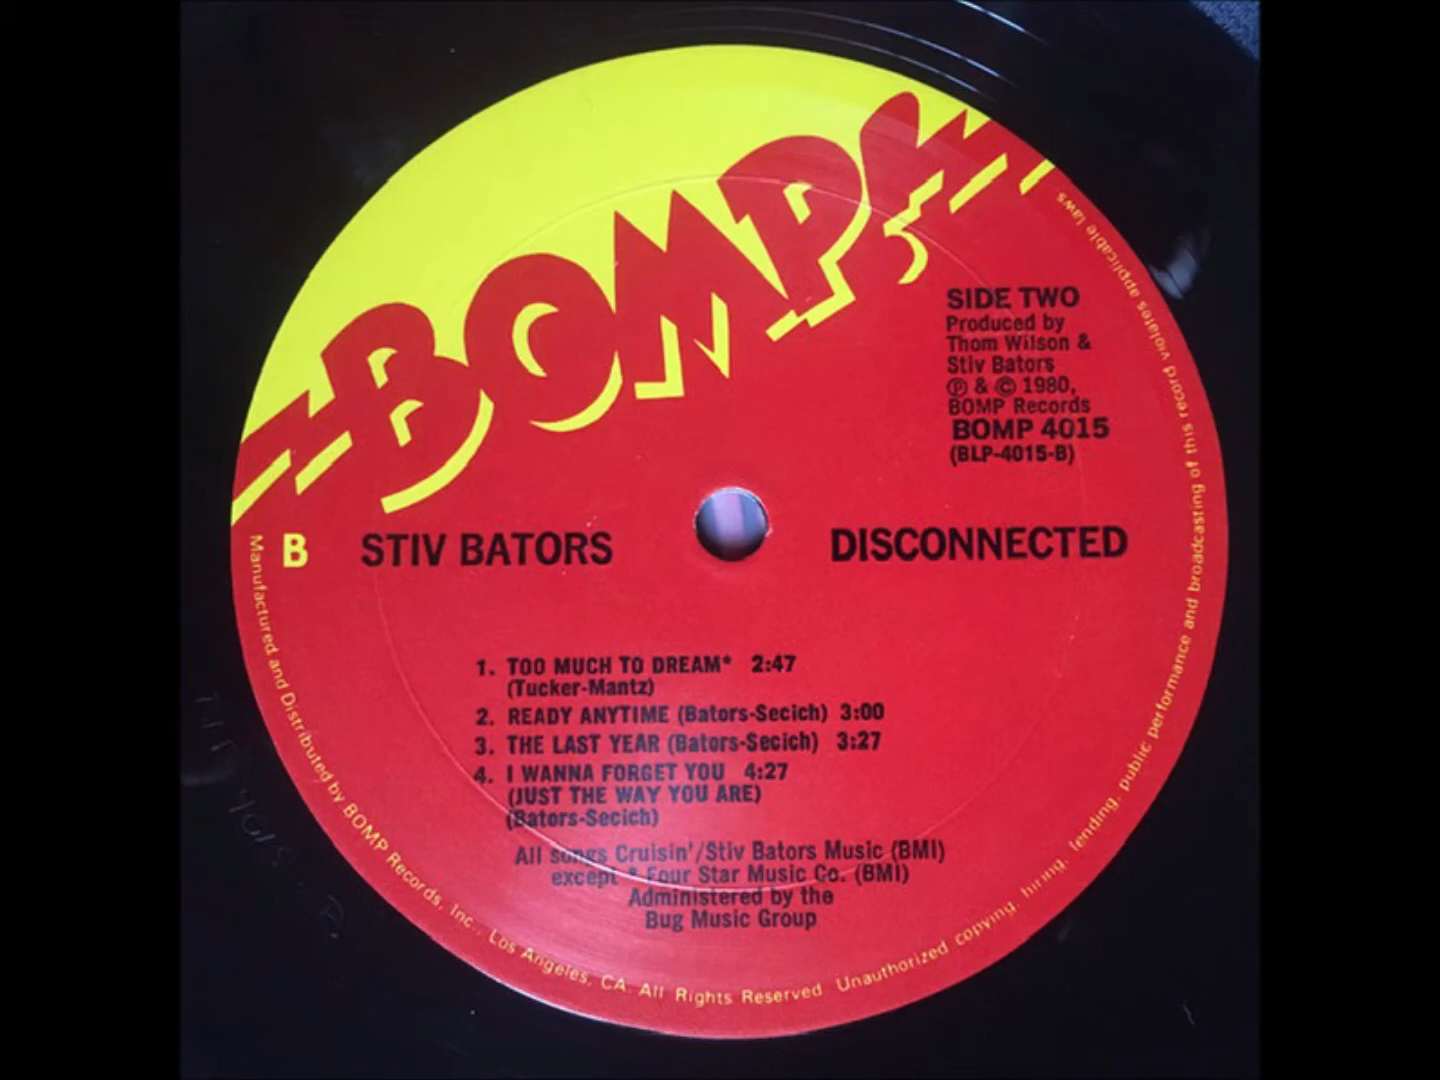 BOMP!
SIDE TWO
Produced by
Thom Wilson &
Stiv Bators
Ⓟ & © 1980,
BOMP Records
BOMP 4015
(BLP-4015-B)
B STIV BATORS DISCONNECTED
1. TOO MUCH TO DREAM* 2:47
(Tucker-Mantz)
2. READY ANYTIME (Bators-Secich) 3:00
3. THE LAST YEAR (Bators-Secich) 3:27
4. I WANNA FORGET YOU 4:27
(JUST THE WAY YOU ARE)
(Bators-Secich)
All songs Cruisin'/Stiv Bators Music (BMI)
except * Four Star Music Co. (BMI)
Administered by the
Bug Music Group
Manufactured and Distributed by BOMP Records, Inc., Los Angeles, CA. All Rights Reserved Unauthorized copying, hiring, lending, public performance and broadcasting of this record violates applicable laws